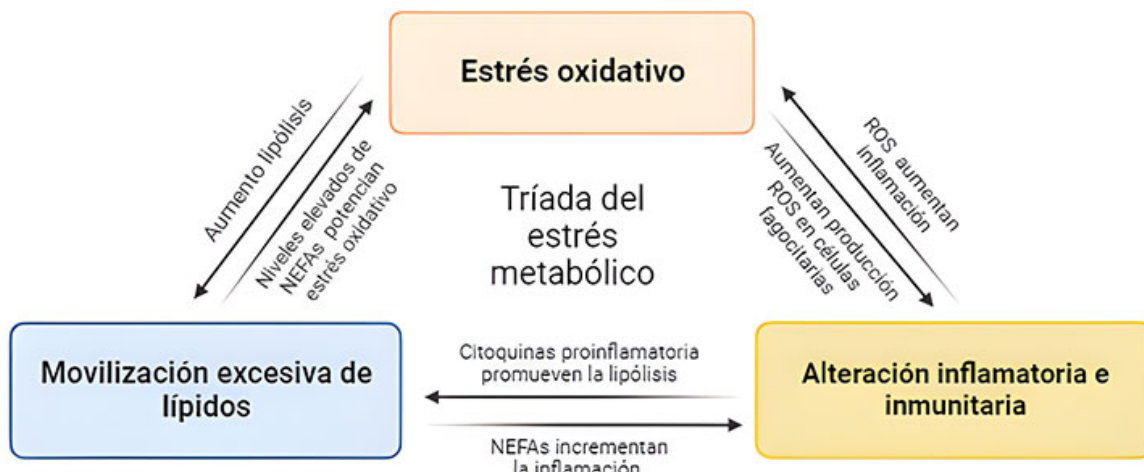 Estrés oxidativo
Aumento lipólisis
Niveles elevados de
NEFAs potencian
estrés oxidativo
Tríada del
estrés
metabólico
ROS aumentan
Inflamación
Aumentan producción
ROS en células
fagocitarias
Movilización excesiva de
lípidos
Citoquinas proinflamatoria
promueven la lipólisis
NEFAs incrementan
la inflamación
Alteración inflamatoria e
inmunitaria